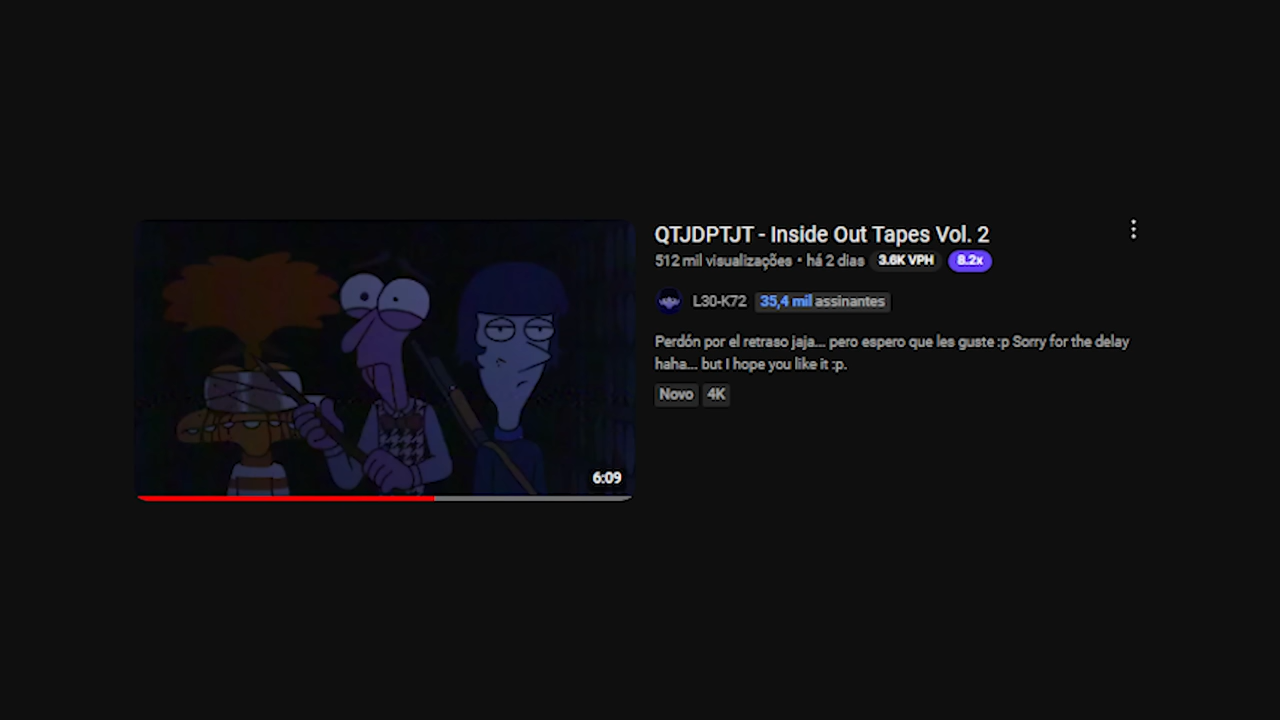 QTJDPTJT - Inside Out Tapes Vol. 2
512 mil visualizações • há 2 dias 3.6K VPH 8.2x
L30-K72 35,4 mil assinantes
Perdón por el retraso jaja... pero espero que les guste :p Sorry for the delay
haha... but I hope you like it :p.
Novo 4K
6:09